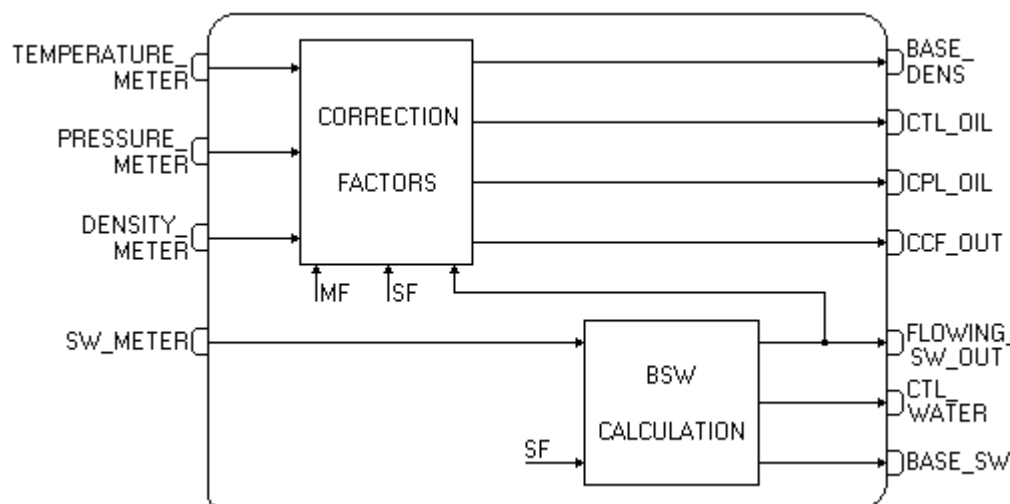 TEMPERATURE_
METER
PRESSURE_
METER
DENSITY_
METER
SW_METER
CORRECTION
FACTORS
MF
SF
BSW
CALCULATION
SF
BASE_
DENS
CTL_OIL
CPL_OIL
CCF_OUT
FLOWING_
SW_OUT
CTL_
WATER
BASE_SW